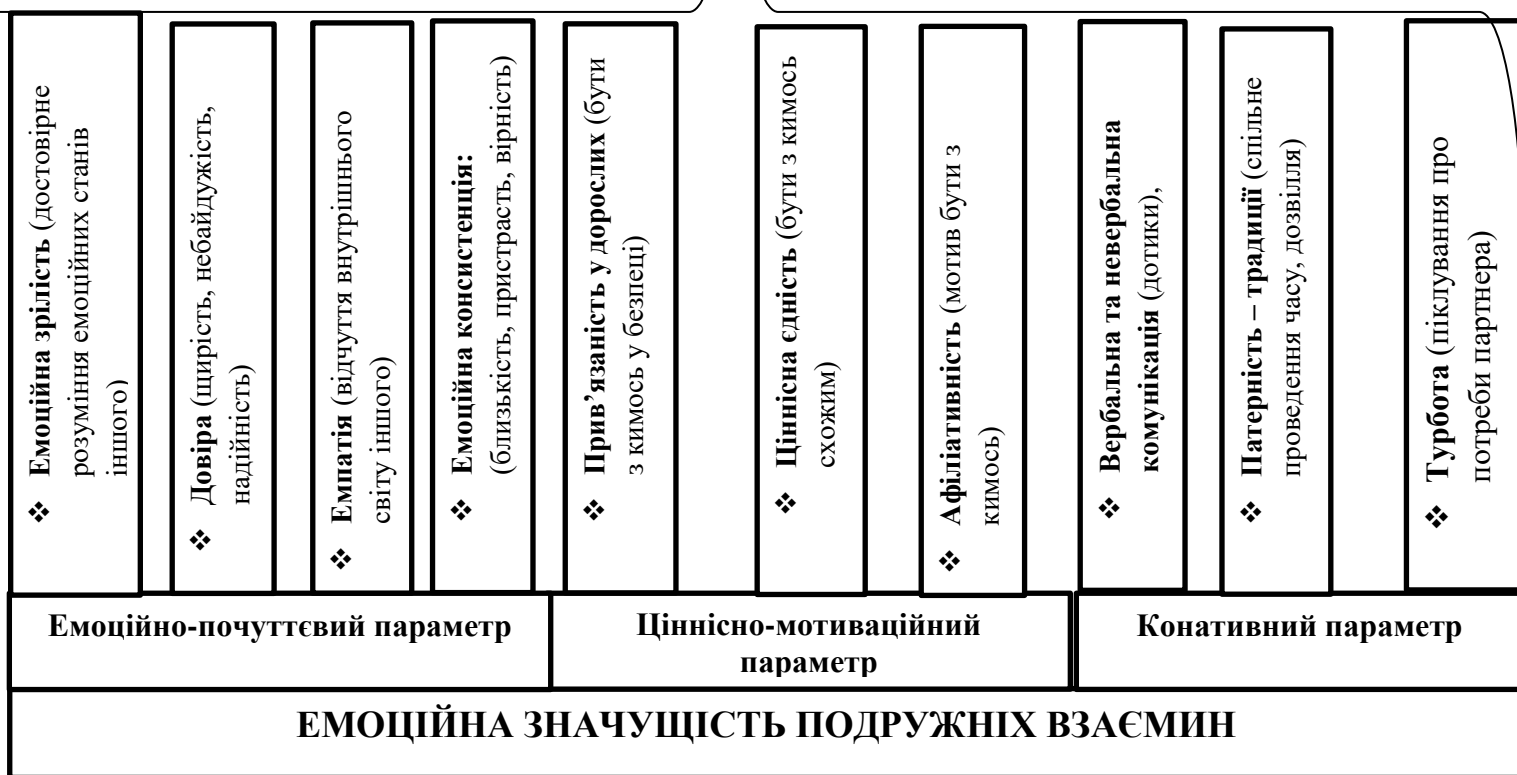 ❖ Емоційна зрілість (достовірне
розуміння емоційних станів
іншого)
❖ Довіра (щирість, небайдужість,
надійність)
❖ Емпатія (відчуття внутрішнього
світу іншого)
❖ Емоційна консистенція:
(близькість, пристрасть, вірність)
❖ Прив’язаність у дорослих (бути
з кимось у безпеці)
❖ Ціннісна єдність (бути з кимось
схожим)
❖ Афіліативність (мотив бути з
кимось)
❖ Вербальна та невербальна
комунікація (дотики),
❖ Патерність – традиції (спільне
проведення часу, дозвілля)
❖ Турбота (піклування про
потреби партнера)
Емоційно-почуттєвий параметр
Ціннісно-мотиваційний
параметр
Конативний параметр
ЕМОЦІЙНА ЗНАЧУЩІСТЬ ПОДРУЖНІХ ВЗАЄМИН